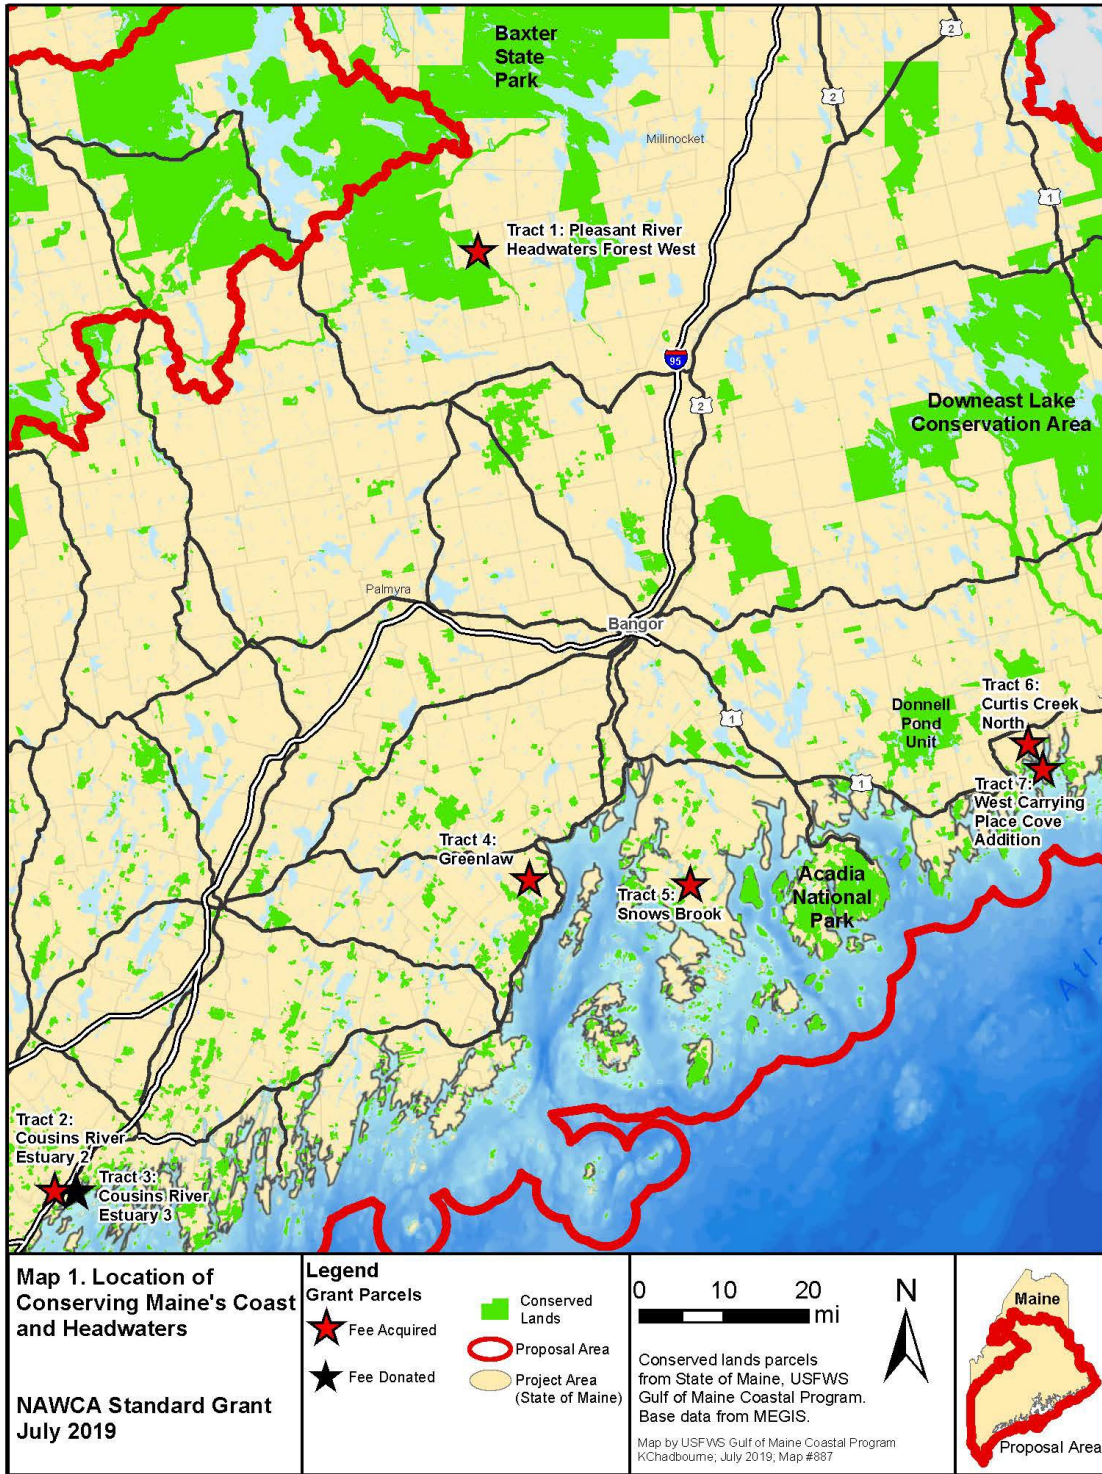 Baxter
State
Park
2
2
Millinocket
1
Tract 1: Pleasant River
Headwaters Forest West
95
2
Downeast Lake
Conservation Area
Palmyra
Bangor
1
Donnell
Pond
Unit
Tract 6:
Curtis Creek
North
1
Tract 7:
West Carrying
Place Cove
Addition
Tract 4:
Greenlaw
Tract 5:
Snows Brook
Acadia
National
Park
Tract 2:
Cousins River
Estuary 2
Tract 3:
Cousins River
Estuary 3
Map 1. Location of
Conserving Maine's Coast
and Headwaters
NAWCA Standard Grant
July 2019
Legend
Grant Parcels
Fee Acquired
Fee Donated
Conserved
Lands
Proposal Area
Project Area
(State of Maine)
0 10 20
mi
Conserved lands parcels
from State of Maine, USFWS
Gulf of Maine Coastal Program.
Base data from MEGIS.
Map by USFWS Gulf of Maine Coastal Program
KChadbourne; July 2019; Map #887
N
Maine
Proposal Area